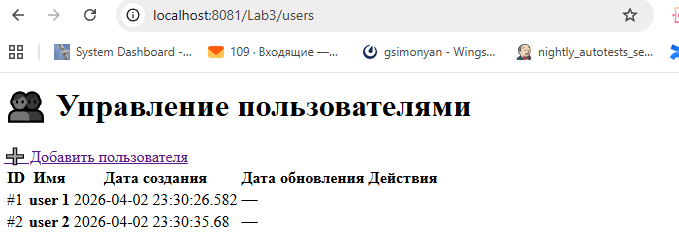 localhost:8081/Lab3/users
System Dashboard -... 109 · Входящие —... gsimonyan - Wings... nightly_autotests_se...
Управление пользователями
Добавить пользователя
ID Имя Дата создания Дата обновления Действия
#1 user 1 2026-04-02 23:30:26.582 —
#2 user 2 2026-04-02 23:30:35.68 —